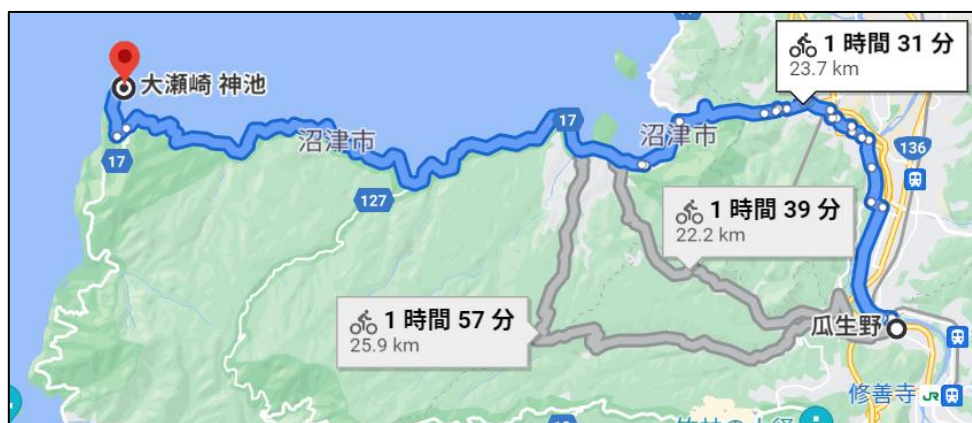 1 時間 31 分
23.7 km
大瀬崎 神池
17
沼津市
沼津市
17
136
127
1 時間 39 分
22.2 km
1 時間 57 分
25.9 km
瓜生野
修善寺 JR